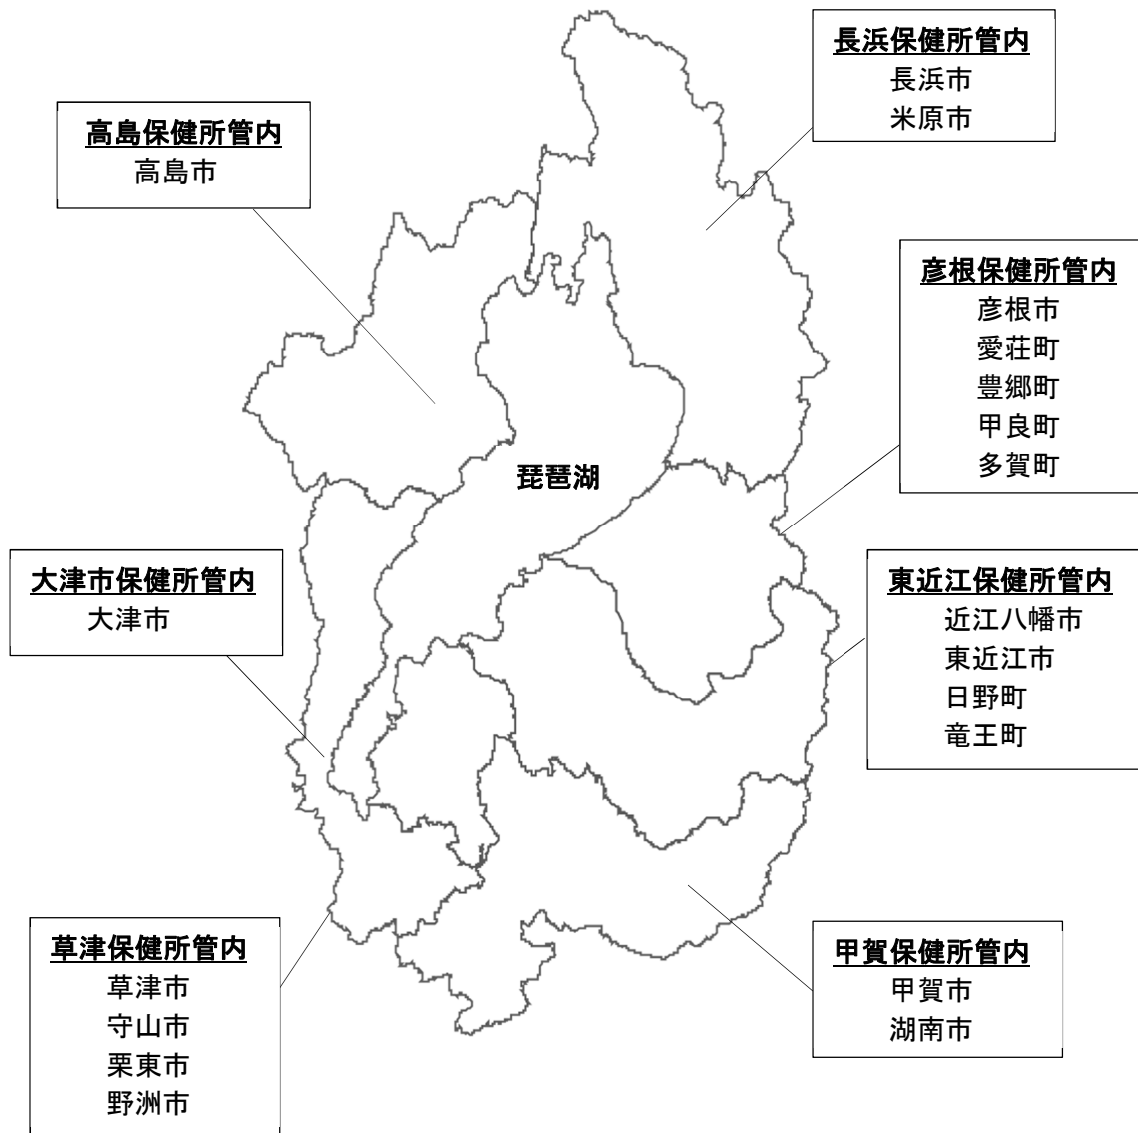 長浜保健所管内
長浜市
米原市
高島保健所管内
高島市
彦根保健所管内
彦根市
愛荘町
豊郷町
甲良町
多賀町
琵琶湖
大津市保健所管内
大津市
東近江保健所管内
近江八幡市
東近江市
日野町
竜王町
草津保健所管内
草津市
守山市
栗東市
野洲市
甲賀保健所管内
甲賀市
湖南市